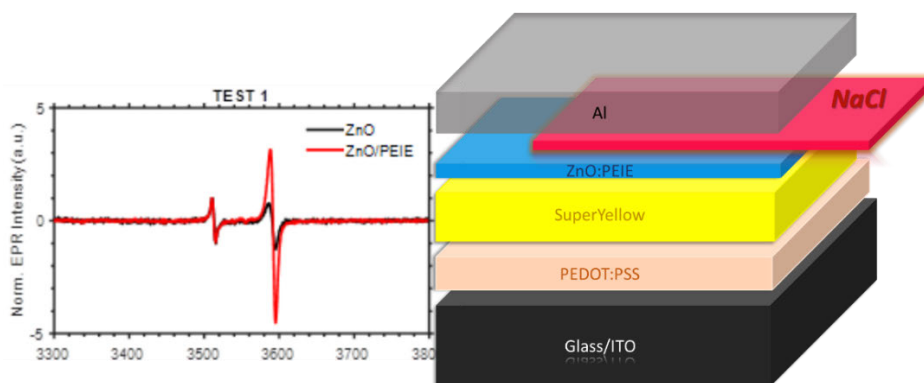 TEST 1
ZnO
ZnO/PEIE
Norm. EPR Intensity (a.u.)
5
0
-5
3300
3400
3500
3600
3700
380
NaCl
Al
ZnO:PEIE
SuperYellow
PEDOT:PSS
Glass/ITO